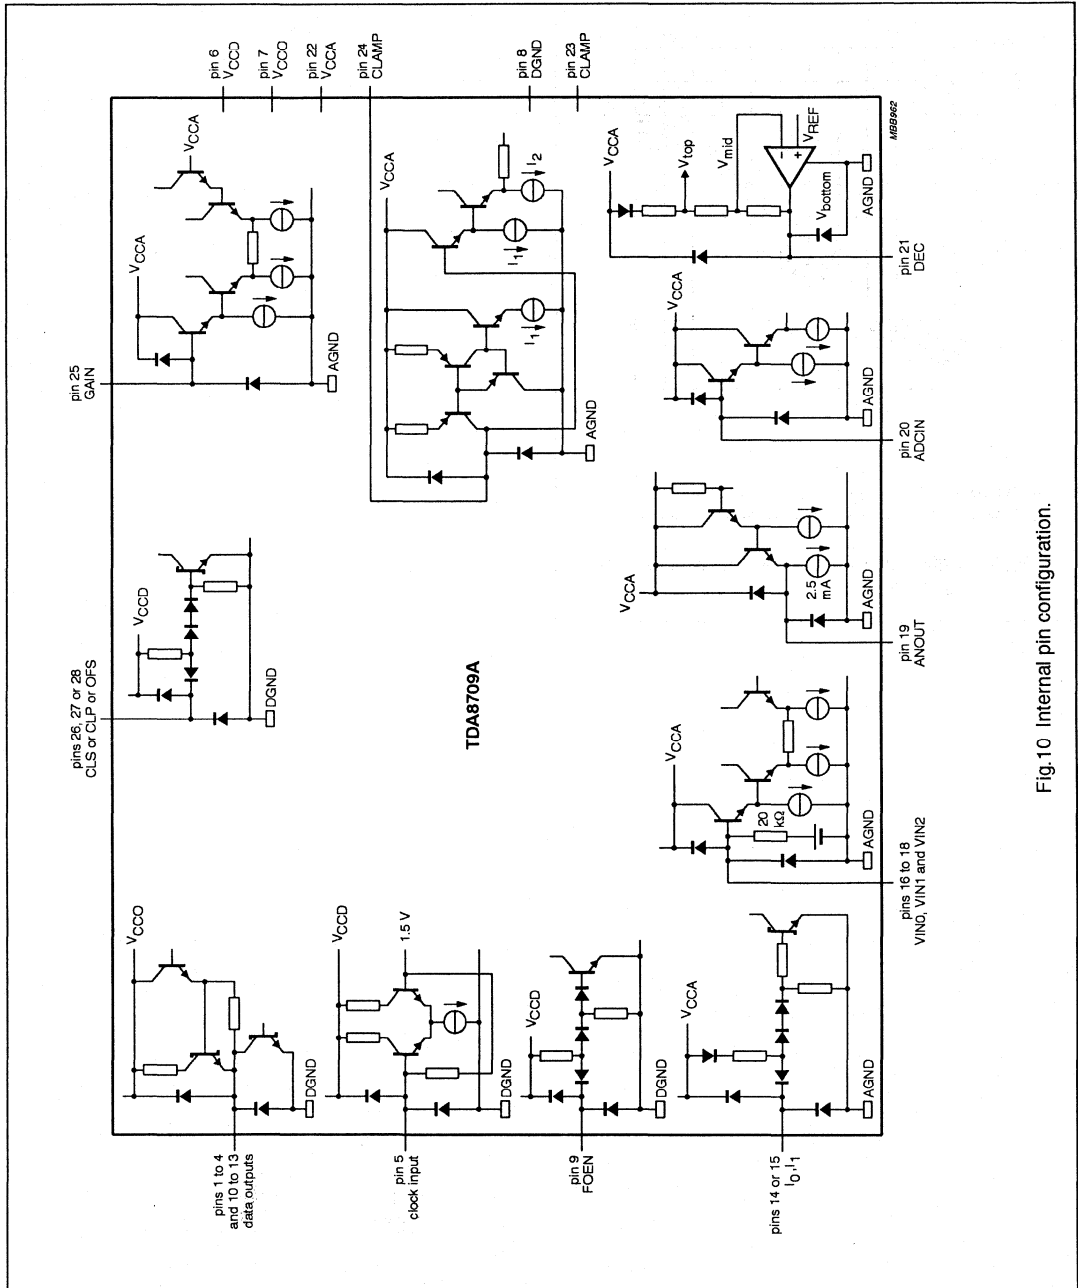 pin 6
VCCD
pin 7
VCCO
pin 22
VCCA
pin 24
CLAMP
pin 8
DGND
pin 23
CLAMP
pin 25
GAIN
VCCA
VCCA
AGND
VCCA
I1
I1
I2
AGND
VCCA
Vtop
Vmid
VREF
Vbottom
AGND
MBB962
pin 21
DEC
VCCA
AGND
pin 20
ADCIN
pins 26, 27 or 28
CLS or CLP or OFS
VCCD
DGND
TDA8709A
VCCA
2.5
mA
AGND
pin 19
ANOUT
VCCA
20
kΩ
AGND
pins 16 to 18
VIN0, VIN1 and VIN2
VCCO
DGND
pins 1 to 4
and 10 to 13
data outputs
VCCD
1.5 V
DGND
pin 5
clock input
VCCD
DGND
pin 9
FOEN
VCCA
AGND
pins 14 or 15
I0, I1
Fig.10 Internal pin configuration.